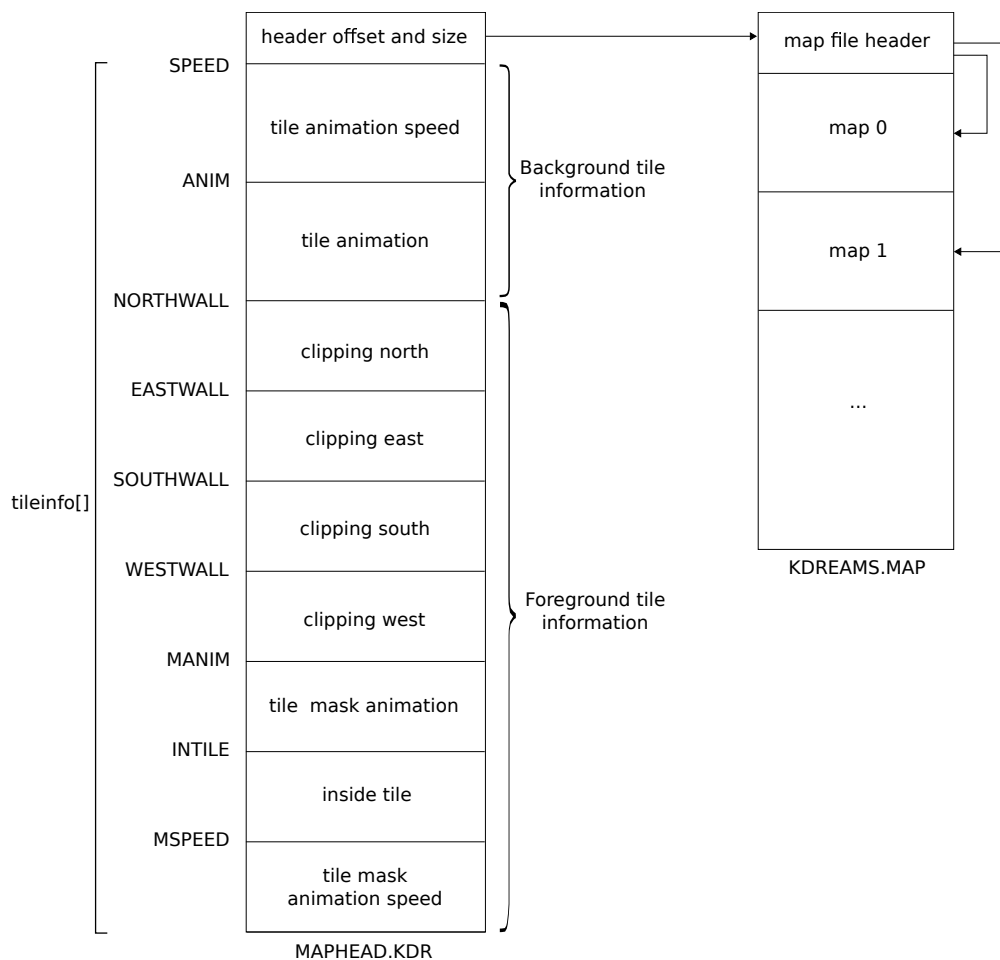 header offset and size
map file header
SPEED
tile animation speed
map 0
Background tile
information
ANIM
tile animation
map 1
NORTHWALL
clipping north
EASTWALL
clipping east
...
SOUTHWALL
tileinfo[]
clipping south
WESTWALL
KDREAMS.MAP
clipping west
Foreground tile
information
MANIM
tile mask animation
INTILE
inside tile
MSPEED
tile mask
animation speed
MAPHEAD.KDR